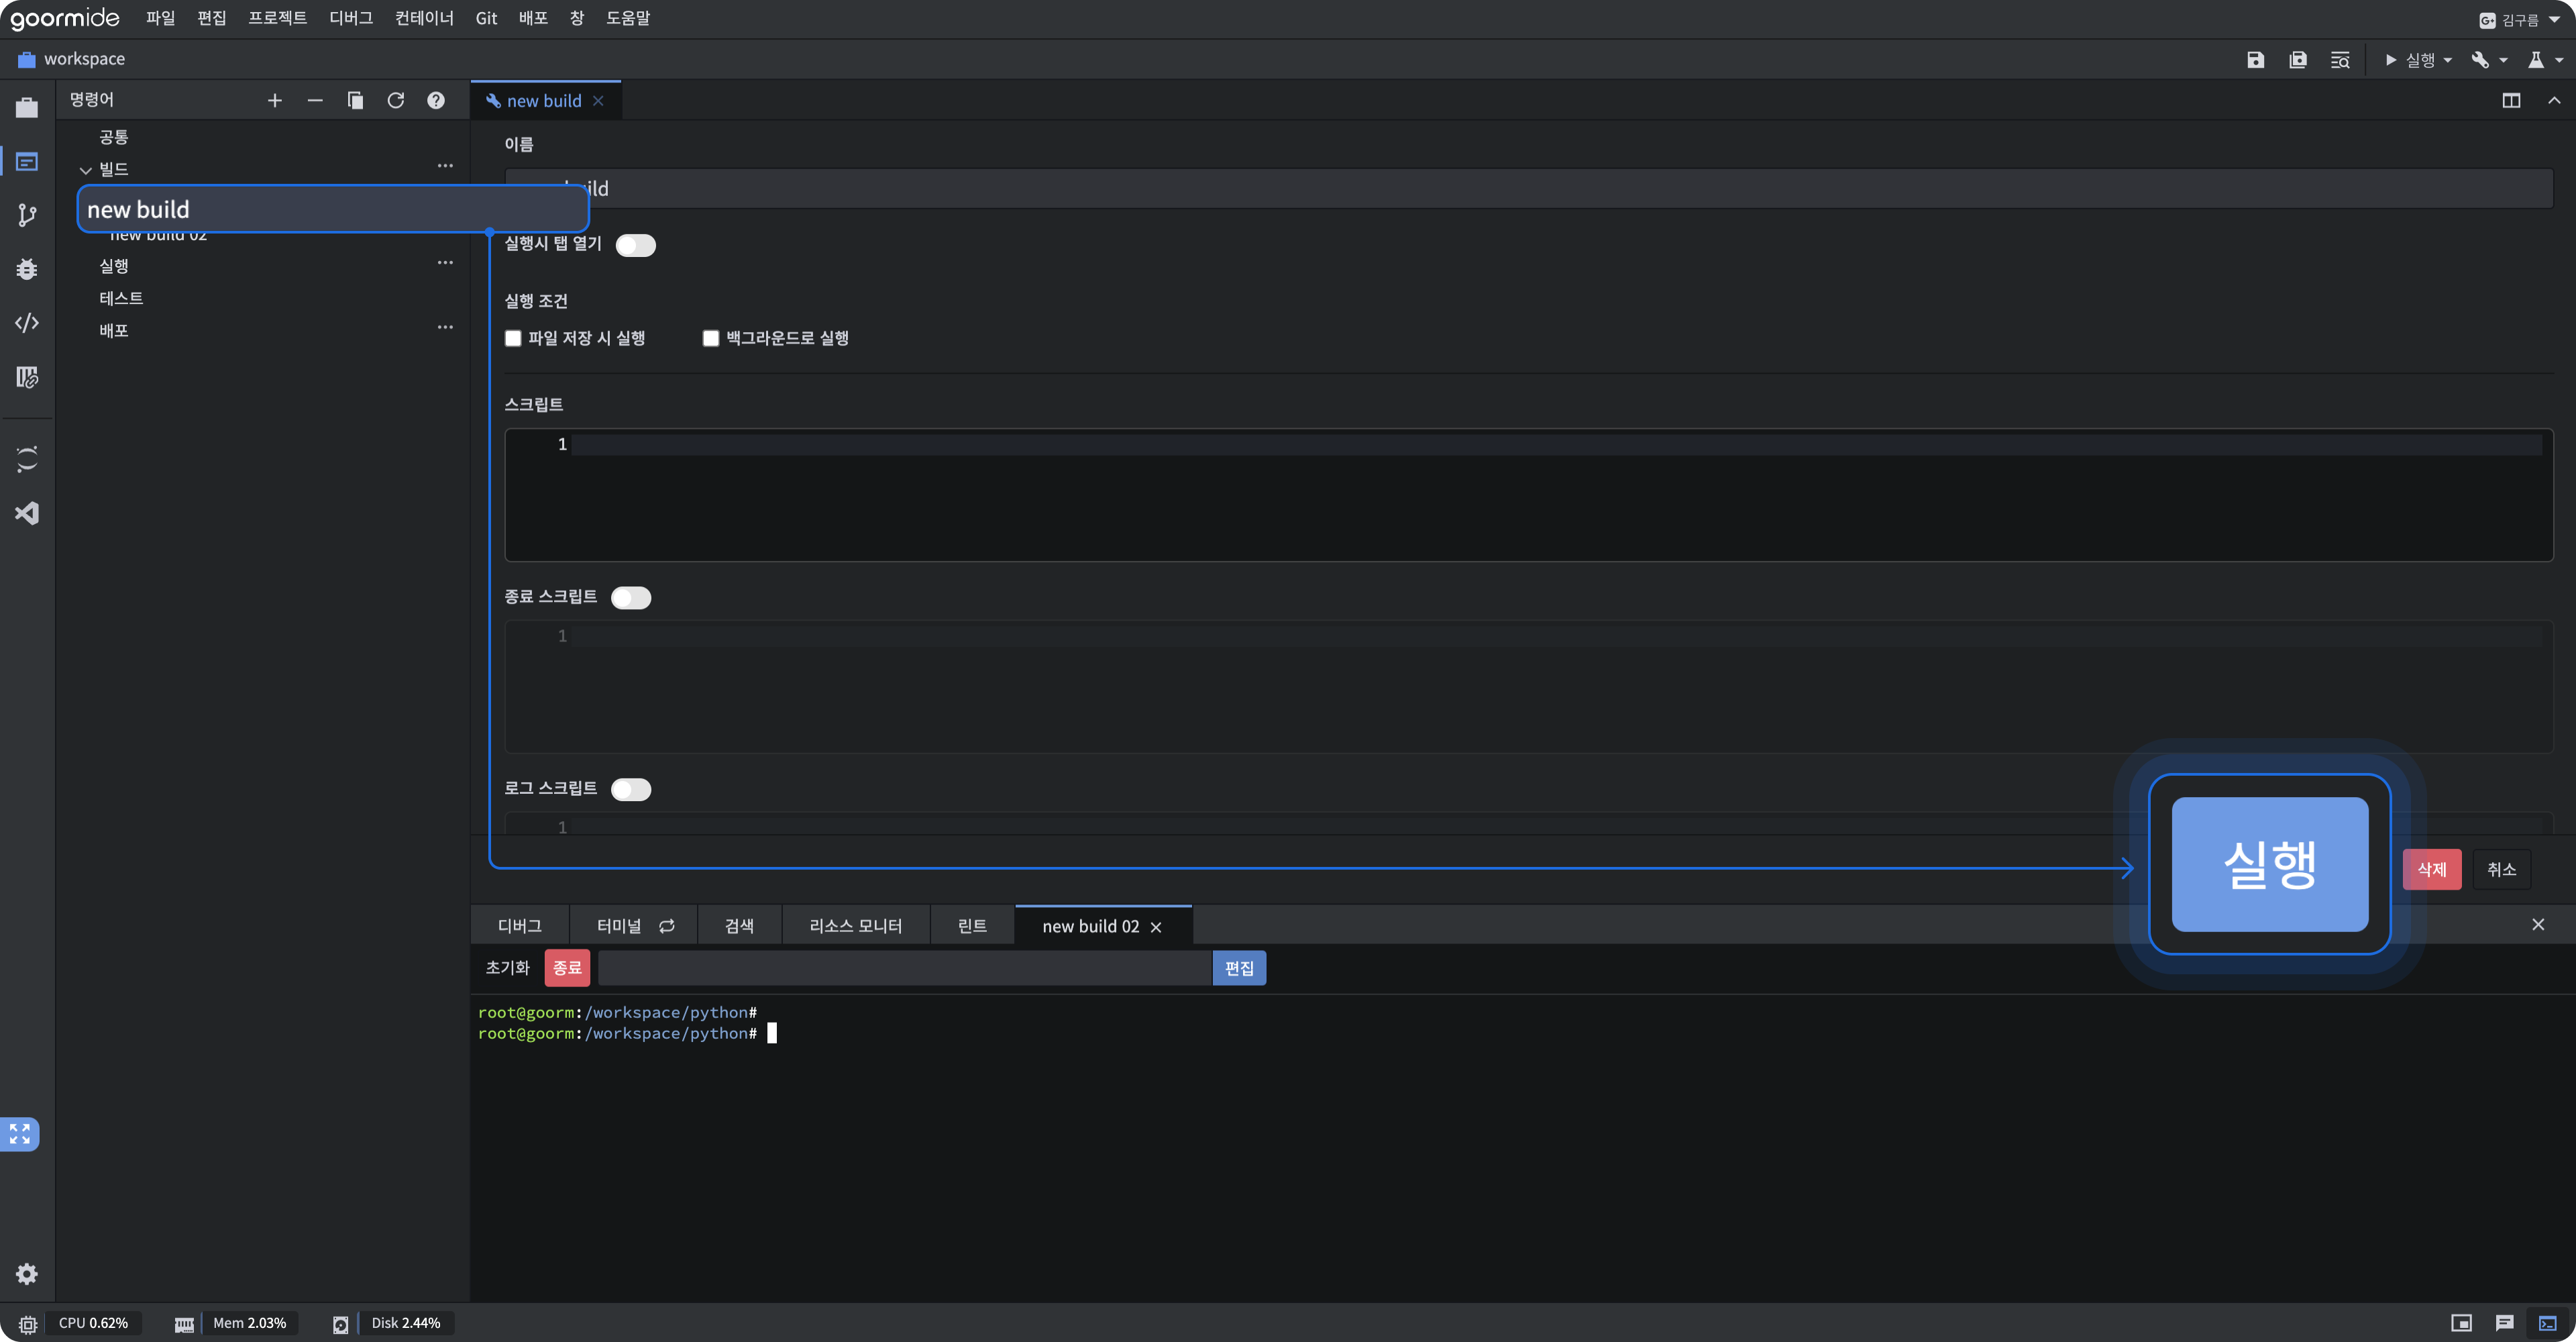 goormide 파일 편집 프로젝트 디버그 컨테이너 Git 배포 창 도움말 G+ 김구름
workspace 실행
명령어 new build
공통
빌드
new build
new build 02
실행
테스트
배포
이름
build
실행시 탭 열기
실행 조건
파일 저장 시 실행 백그라운드로 실행
스크립트
1
종료 스크립트
1
로그 스크립트
1
실행 삭제 취소
디버그 터미널 검색 리소스 모니터 린트 new build 02
초기화 종료 편집
root@goorm:/workspace/python#
root@goorm:/workspace/python#
CPU 0.62% Mem 2.03% Disk 2.44%